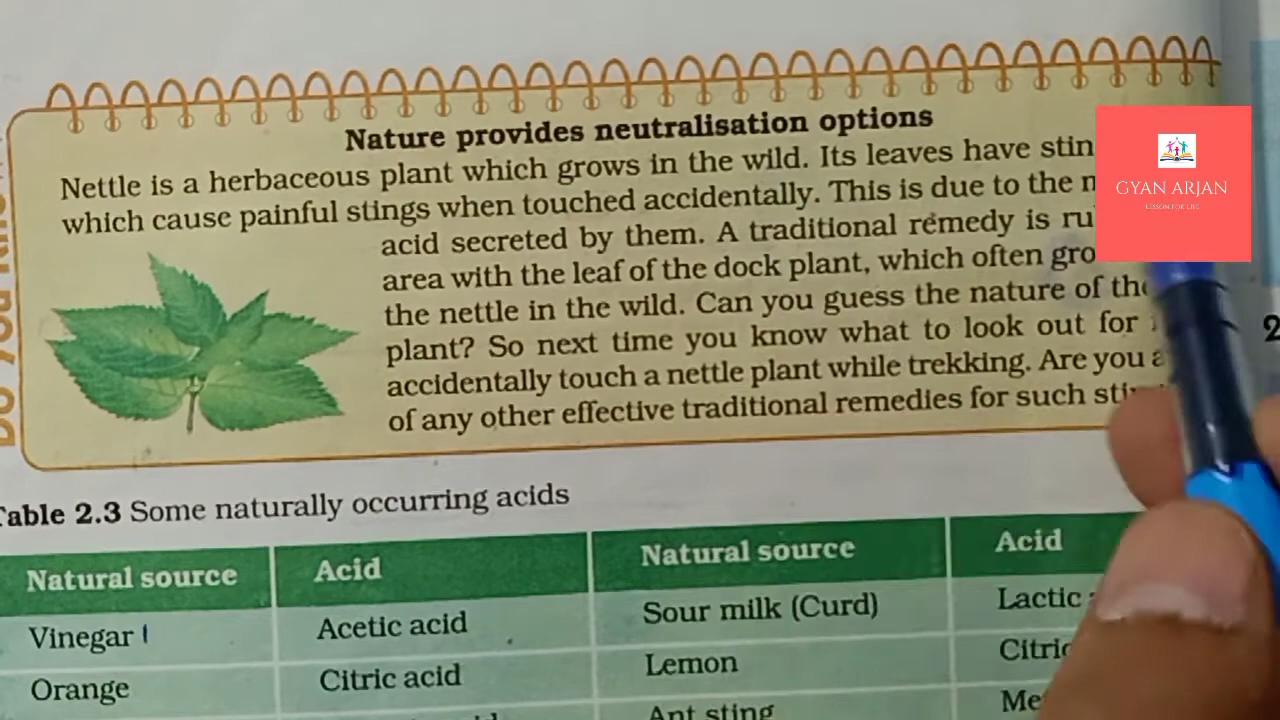 Nature provides neutralisation options
Nettle is a herbaceous plant which grows in the wild. Its leaves have
which cause painful stings when touched accidentally. This is due to the
acid secreted by them. A traditional remedy is
area with the leaf of the dock plant, which often
the nettle in the wild. Can you guess the nature of
plant? So next time you know what to look out for
accidentally touch a nettle plant while trekking. Are you
of any other effective traditional remedies for such
GYAN ARJAN
Table 2.3 Some naturally occurring acids
Natural source Acid Natural source Acid
Vinegar Acetic acid Sour milk (Curd) Lactic
Orange Citric acid Lemon Citric
Ant sting
2